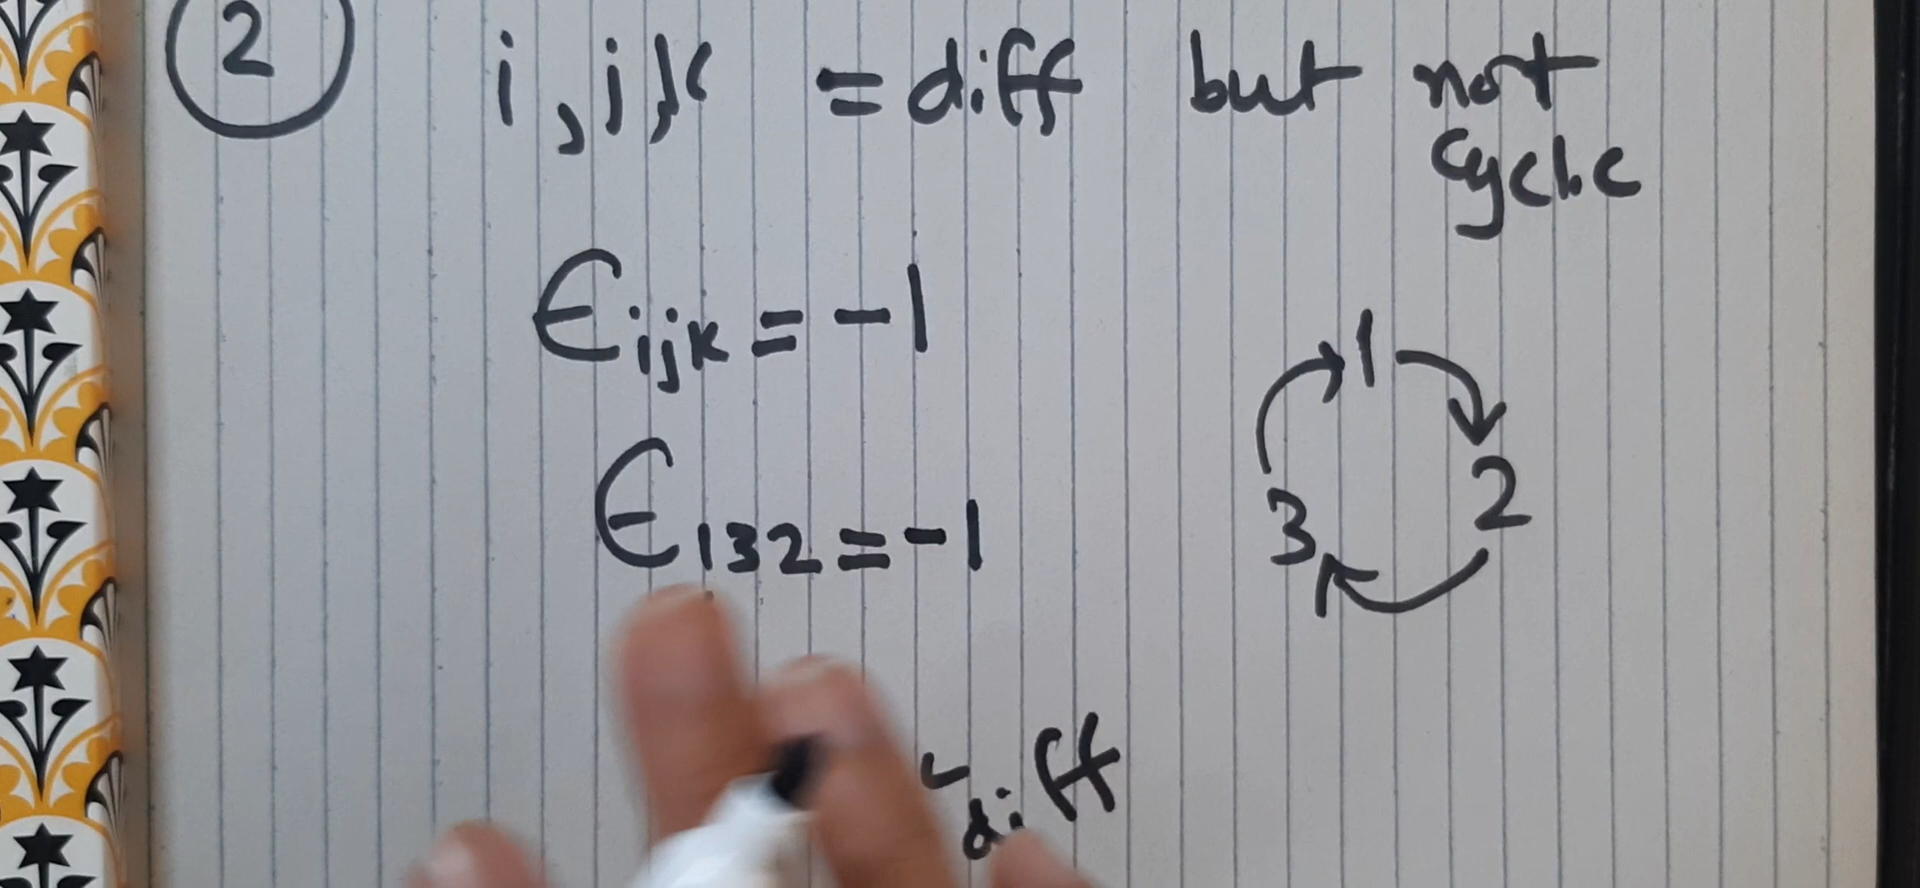 2 i, j, k = diff but not
cyclic
ϵijk = -1
ϵ132 = -1
1
2
3
diff